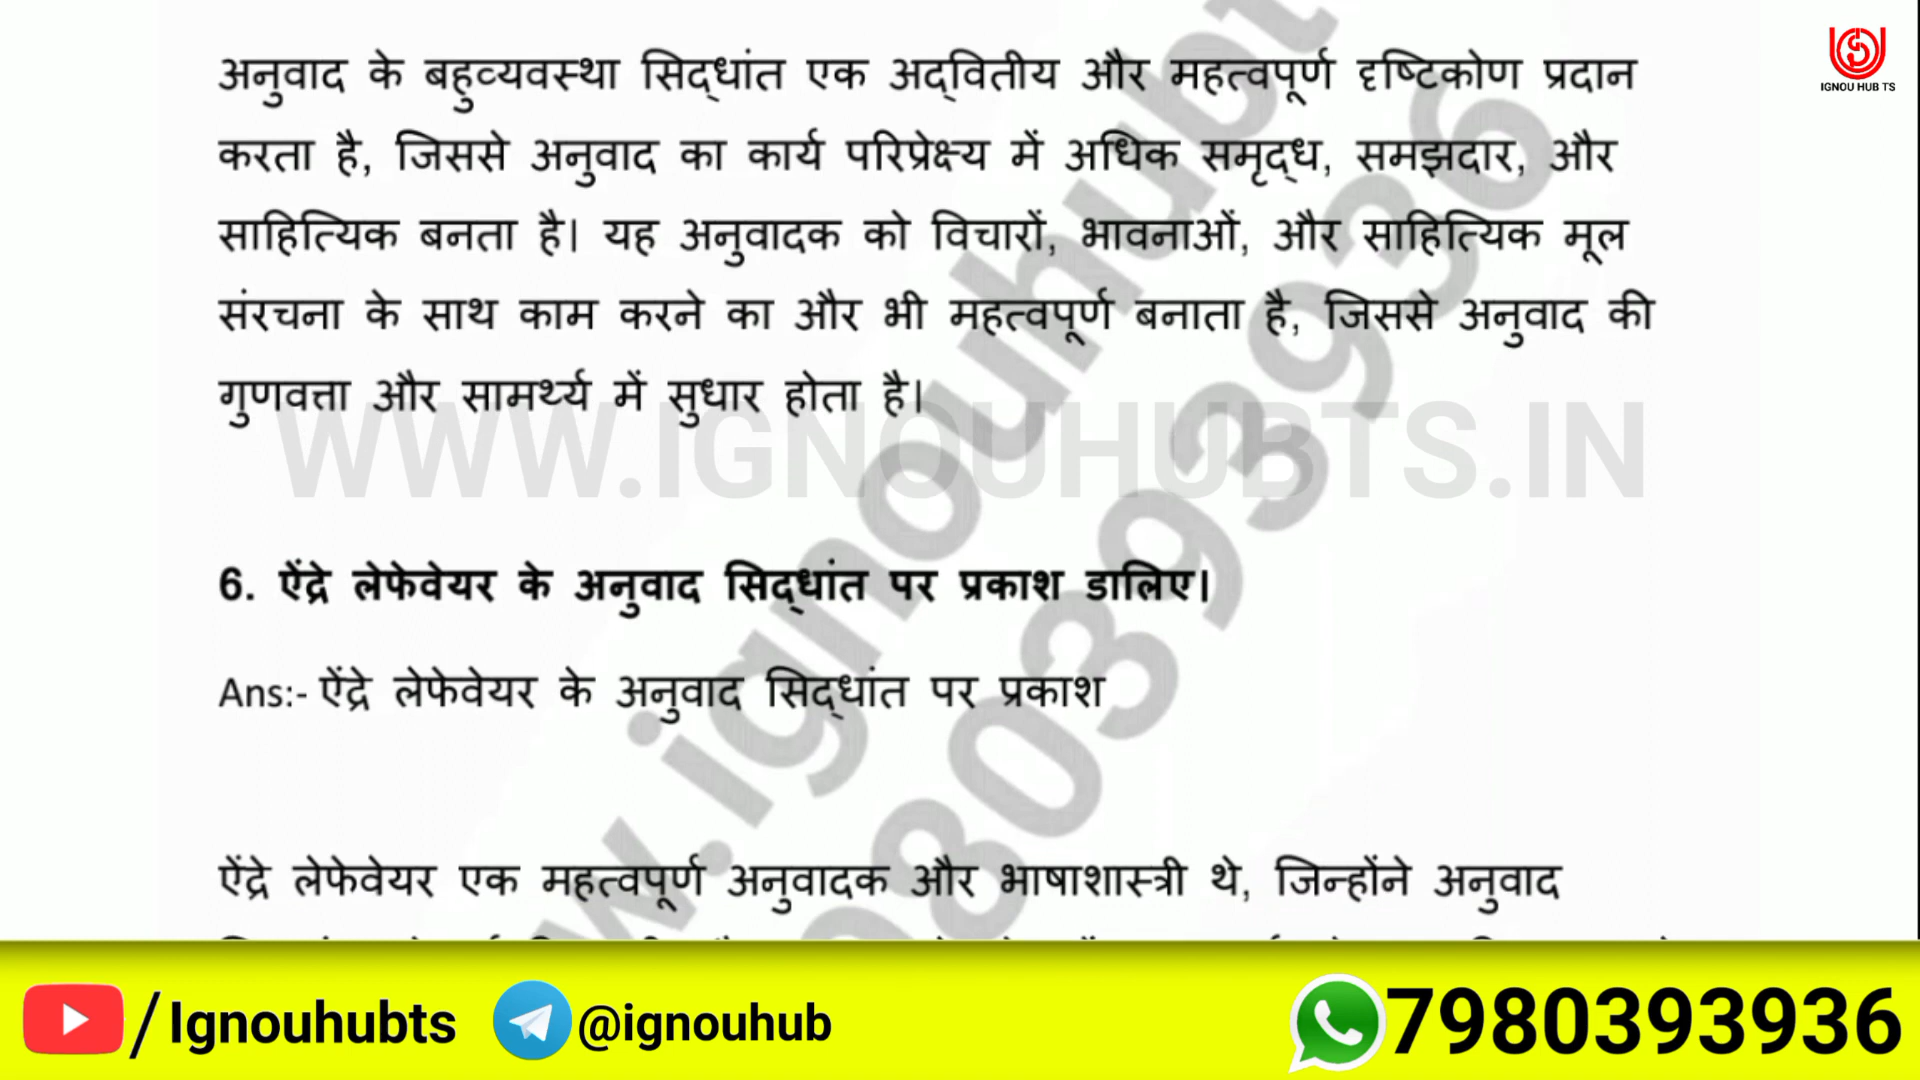 अनुवाद के बहुव्यवस्था सिद्धांत एक अद्वितीय और महत्वपूर्ण दृष्टिकोण प्रदान
करता है, जिससे अनुवाद का कार्य परिप्रेक्ष्य में अधिक समृद्ध, समझदार, और
साहित्यिक बनता है। यह अनुवादक को विचारों, भावनाओं, और साहित्यिक मूल
संरचना के साथ काम करने का और भी महत्वपूर्ण बनाता है, जिससे अनुवाद की
गुणवत्ता और सामर्थ्य में सुधार होता है।
WWW.IGNOUHUBTS.IN
6. ऐंद्रे लेफेवेयर के अनुवाद सिद्धांत पर प्रकाश डालिए।
Ans:- ऐंद्रे लेफेवेयर के अनुवाद सिद्धांत पर प्रकाश
ऐंद्रे लेफेवेयर एक महत्वपूर्ण अनुवादक और भाषाशास्त्री थे, जिन्होंने अनुवाद
IGNOU HUB TS
/Ignouhubts @ignouhub 7980393936